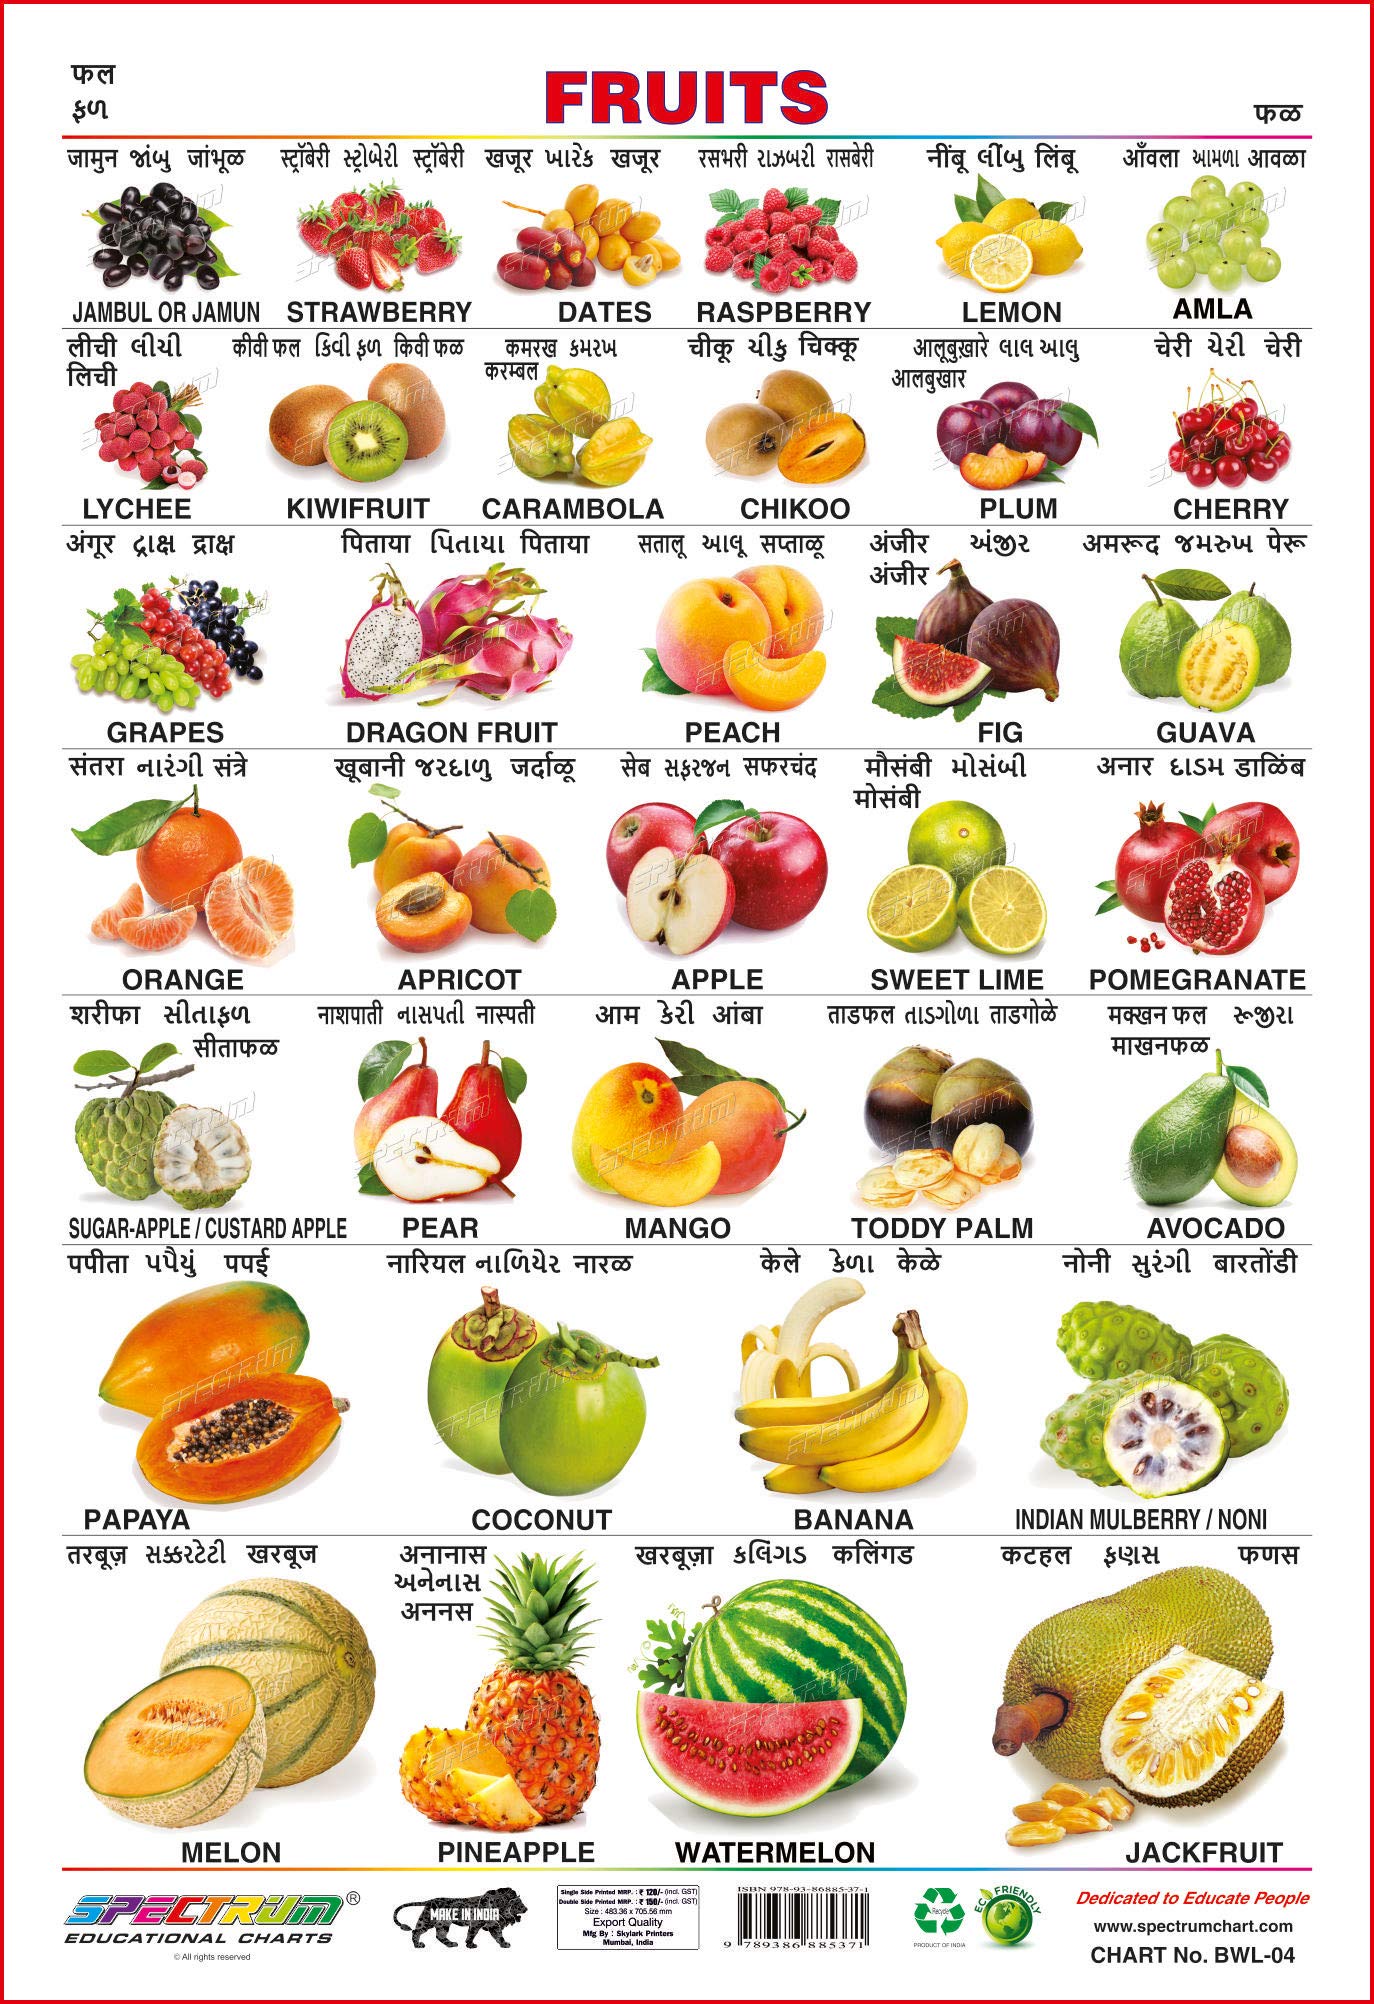 फल
ફળ
FRUITS
फळ
जामुन જાંબુ जांभूळ
स्ट्रॉबेरी સ્ટ્રોબેરી स्ट्रॉबेरी
खजूर ખારેક खजूर
रसभरी રાઝબરી रासबेरी
नींबू લીંબુ लिंबू
आँवला આમળા आवळा
JAMBUL OR JAMUN
STRAWBERRY
DATES
RASPBERRY
LEMON
AMLA
लीची લીચી
लिची
कीवी फल કિવી ફળ किवी फळ
कमरख કમરખ
करम्बल
चीकू ચીકુ चिक्कू
आलूबुख़ारे લાલ આલુ
आलबुखार
चेरी ચેરી चेरी
LYCHEE
KIWIFRUIT
CARAMBOLA
CHIKOO
PLUM
CHERRY
अंगूर દ્રાક્ષ द्राक्ष
पिताया પિતાયા पिताया
सतालू આલૂ सप्ताळू
अंजीर અંજીર
अंजीर
अमरूद જમરુખ पेरू
GRAPES
DRAGON FRUIT
PEACH
FIG
GUAVA
संतरा નારંગી संत्रे
खूबानी જરદાળુ जर्दाळू
सेब સફરજન सफरचंद
मौसंबी મોસંબી
मोसंबी
अनार દાડમ डाळिंब
ORANGE
APRICOT
APPLE
SWEET LIME
POMEGRANATE
शरीफा સીતાફળ
सीताफळ
नाशपाती નાસપતી नास्पती
आम કેરી आंबा
ताडफल તાડગોળા ताडगोळे
मक्खन फल રૂજીરા
माखनफळ
SUGAR-APPLE / CUSTARD APPLE
PEAR
MANGO
TODDY PALM
AVOCADO
पपीता પપૈયું पपई
नारियल નાળિયેર नारळ
केले કેળા केळे
नोनी સુરંગી बारतोंडी
PAPAYA
COCONUT
BANANA
INDIAN MULBERRY / NONI
तरबूज़ સક્કરટેટી खरबूज
अनानास
અનેનાસ
अननस
खरबूज़ा કલિંગડ कलिंगड
कटहल ફણસ फणस
MELON
PINEAPPLE
WATERMELON
JACKFRUIT
SPECTRUM®
EDUCATIONAL CHARTS
© All rights reserved
MAKE IN INDIA
Single Side Printed MRP. : ₹ 120/- (incl. GST)
Double Side Printed MRP. : ₹ 150/- (incl. GST)
Size : 483.36 x 705.56 mm
Export Quality
Mfg By : Skylark Printers
Mumbai, India
ISBN 978-93-86885-37-1
9 789386 885371
Recycle
PRODUCT OF INDIA
ECO FRIENDLY
Dedicated to Educate People
www.spectrumchart.com
CHART No. BWL-04